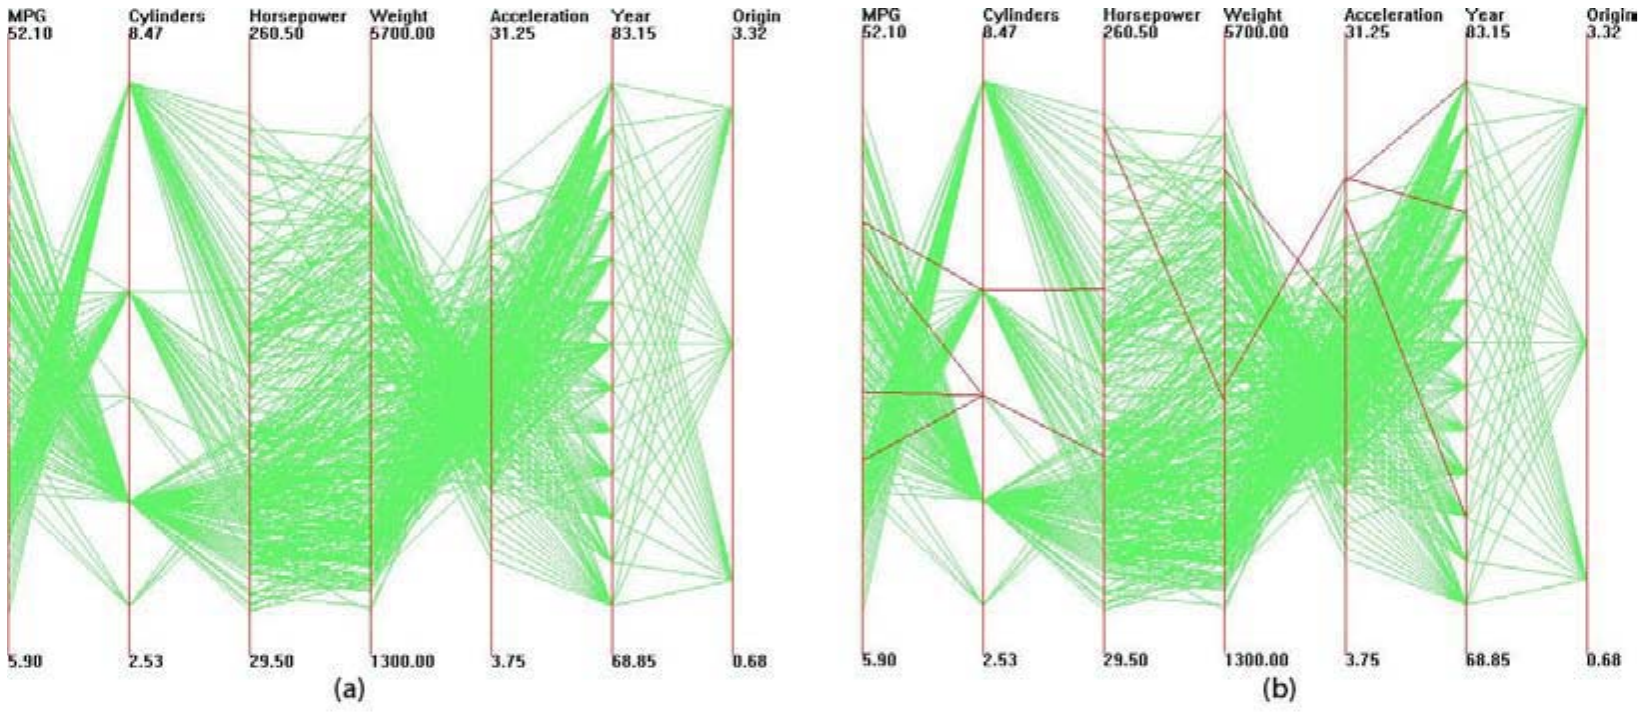 MPG Cylinders Horsepower Weight Acceleration Year Origin
52.10 8.47 260.50 5700.00 31.25 83.15 3.32
5.90 2.53 29.50 1300.00 3.75 68.85 0.68
(a)
MPG Cylinders Horsepower Weight Acceleration Year Origin
52.10 8.47 260.50 5700.00 31.25 83.15 3.32
5.90 2.53 29.50 1300.00 3.75 68.85 0.68
(b)